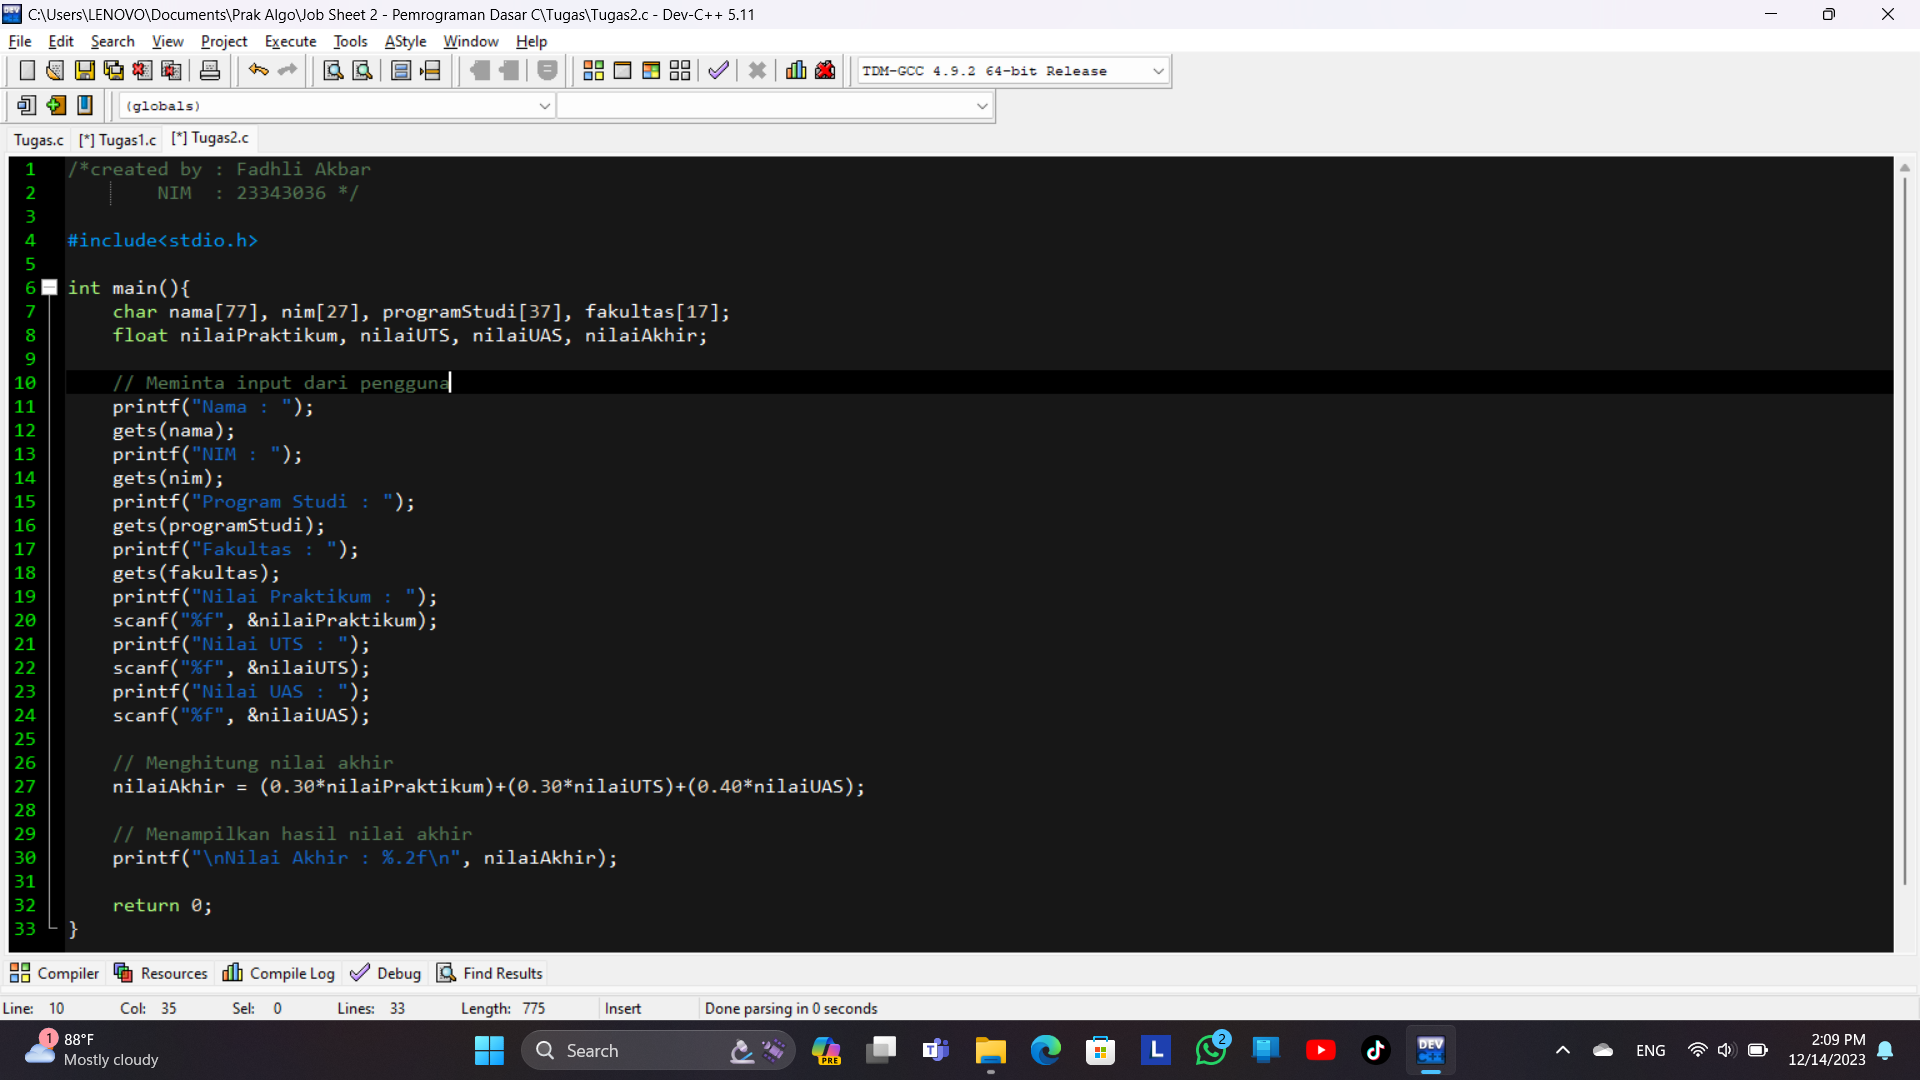 C:\Users\LENOVO\Documents\Prak Algo\Job Sheet 2 - Pemrograman Dasar C\Tugas\Tugas2.c - Dev-C++ 5.11
File Edit Search View Project Execute Tools AStyle Window Help
TDM-GCC 4.9.2 64-bit Release
(globals)
Tugas.c [*] Tugas1.c [*] Tugas2.c
1 /*created by : Fadhli Akbar
2         NIM  : 23343036 */
3
4 #include<stdio.h>
5
6 int main(){
7     char nama[77], nim[27], programStudi[37], fakultas[17];
8     float nilaiPraktikum, nilaiUTS, nilaiUAS, nilaiAkhir;
9
10     // Meminta input dari pengguna
11     printf("Nama : ");
12     gets(nama);
13     printf("NIM : ");
14     gets(nim);
15     printf("Program Studi : ");
16     gets(programStudi);
17     printf("Fakultas : ");
18     gets(fakultas);
19     printf("Nilai Praktikum : ");
20     scanf("%f", &nilaiPraktikum);
21     printf("Nilai UTS : ");
22     scanf("%f", &nilaiUTS);
23     printf("Nilai UAS : ");
24     scanf("%f", &nilaiUAS);
25
26     // Menghitung nilai akhir
27     nilaiAkhir = (0.30*nilaiPraktikum)+(0.30*nilaiUTS)+(0.40*nilaiUAS);
28
29     // Menampilkan hasil nilai akhir
30     printf("\nNilai Akhir : %.2f\n", nilaiAkhir);
31
32     return 0;
33 }
Compiler Resources Compile Log Debug Find Results
Line: 10 Col: 35 Sel: 0 Lines: 33 Length: 775 Insert Done parsing in 0 seconds
1 88°F
Mostly cloudy
Search
PRE
T
L
2
DEV C++
ENG
2:09 PM
12/14/2023